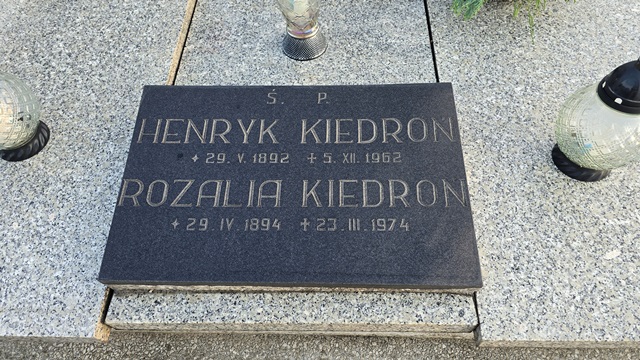 Ś. P.
HENRYK KIEDROŃ
* 29. V. 1892 + 5. XII. 1962
ROZALIA KIEDROŃ
* 29. IV. 1894 + 23. III. 1974